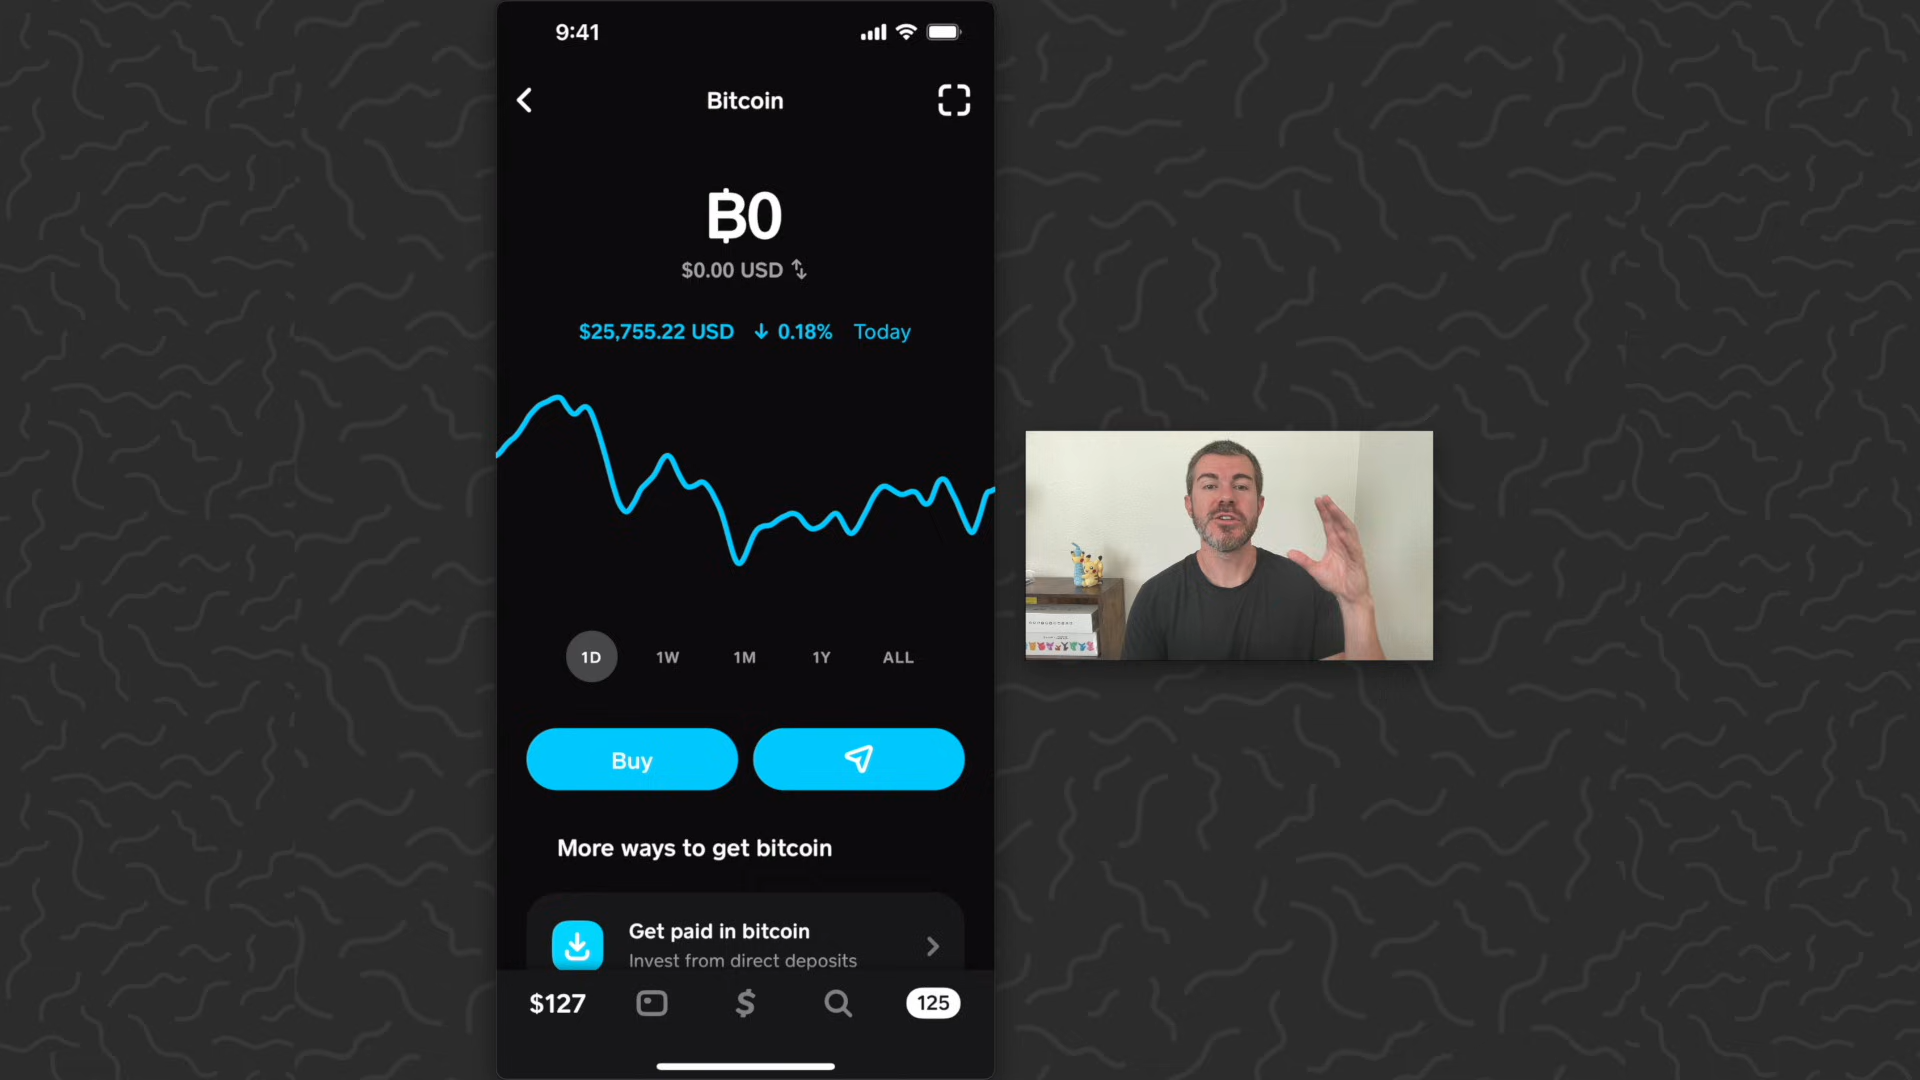 9:41
Bitcoin
₿0
$0.00 USD
$25,755.22 USD ↓ 0.18% Today
1D 1W 1M 1Y ALL
Buy
More ways to get bitcoin
Get paid in bitcoin
Invest from direct deposits
$127 $ 125